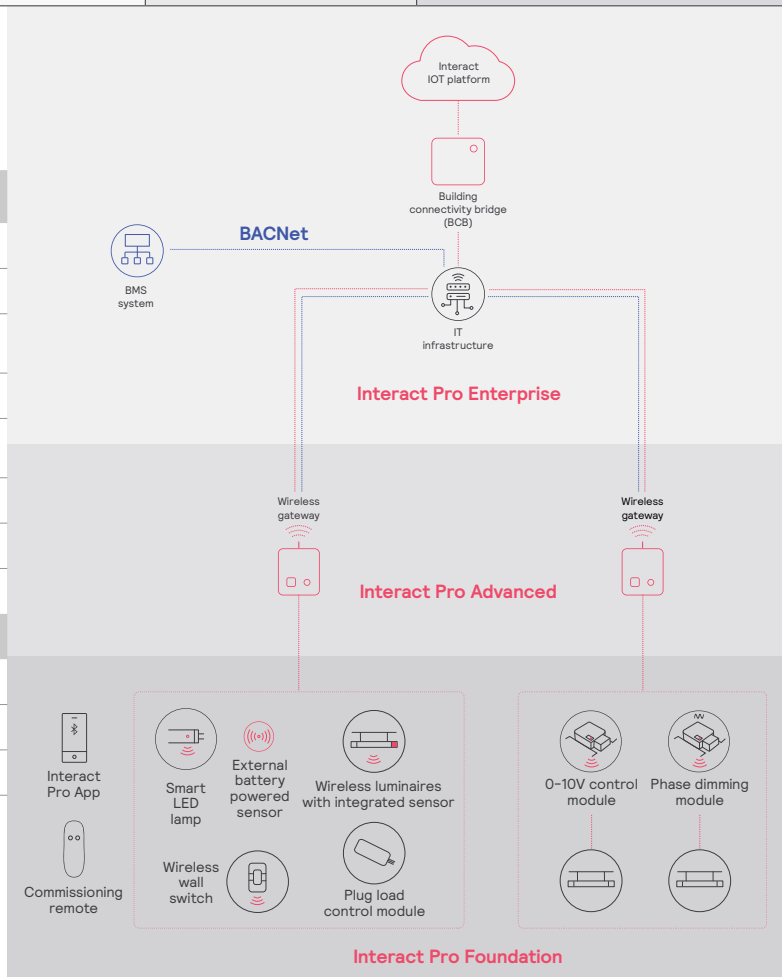 Interact
IOT platform
Building
connectivity bridge
(BCB)
BACNet
BMS
system
IT
infrastructure
Interact Pro Enterprise
Wireless
gateway
Wireless
gateway
Interact Pro Advanced
Interact
Pro App
Smart
LED
lamp
External
battery
powered
sensor
Wireless luminaires
with integrated sensor
0-10V control
module
Phase dimming
module
Commissioning
remote
Wireless
wall
switch
Plug load
control module
Interact Pro Foundation